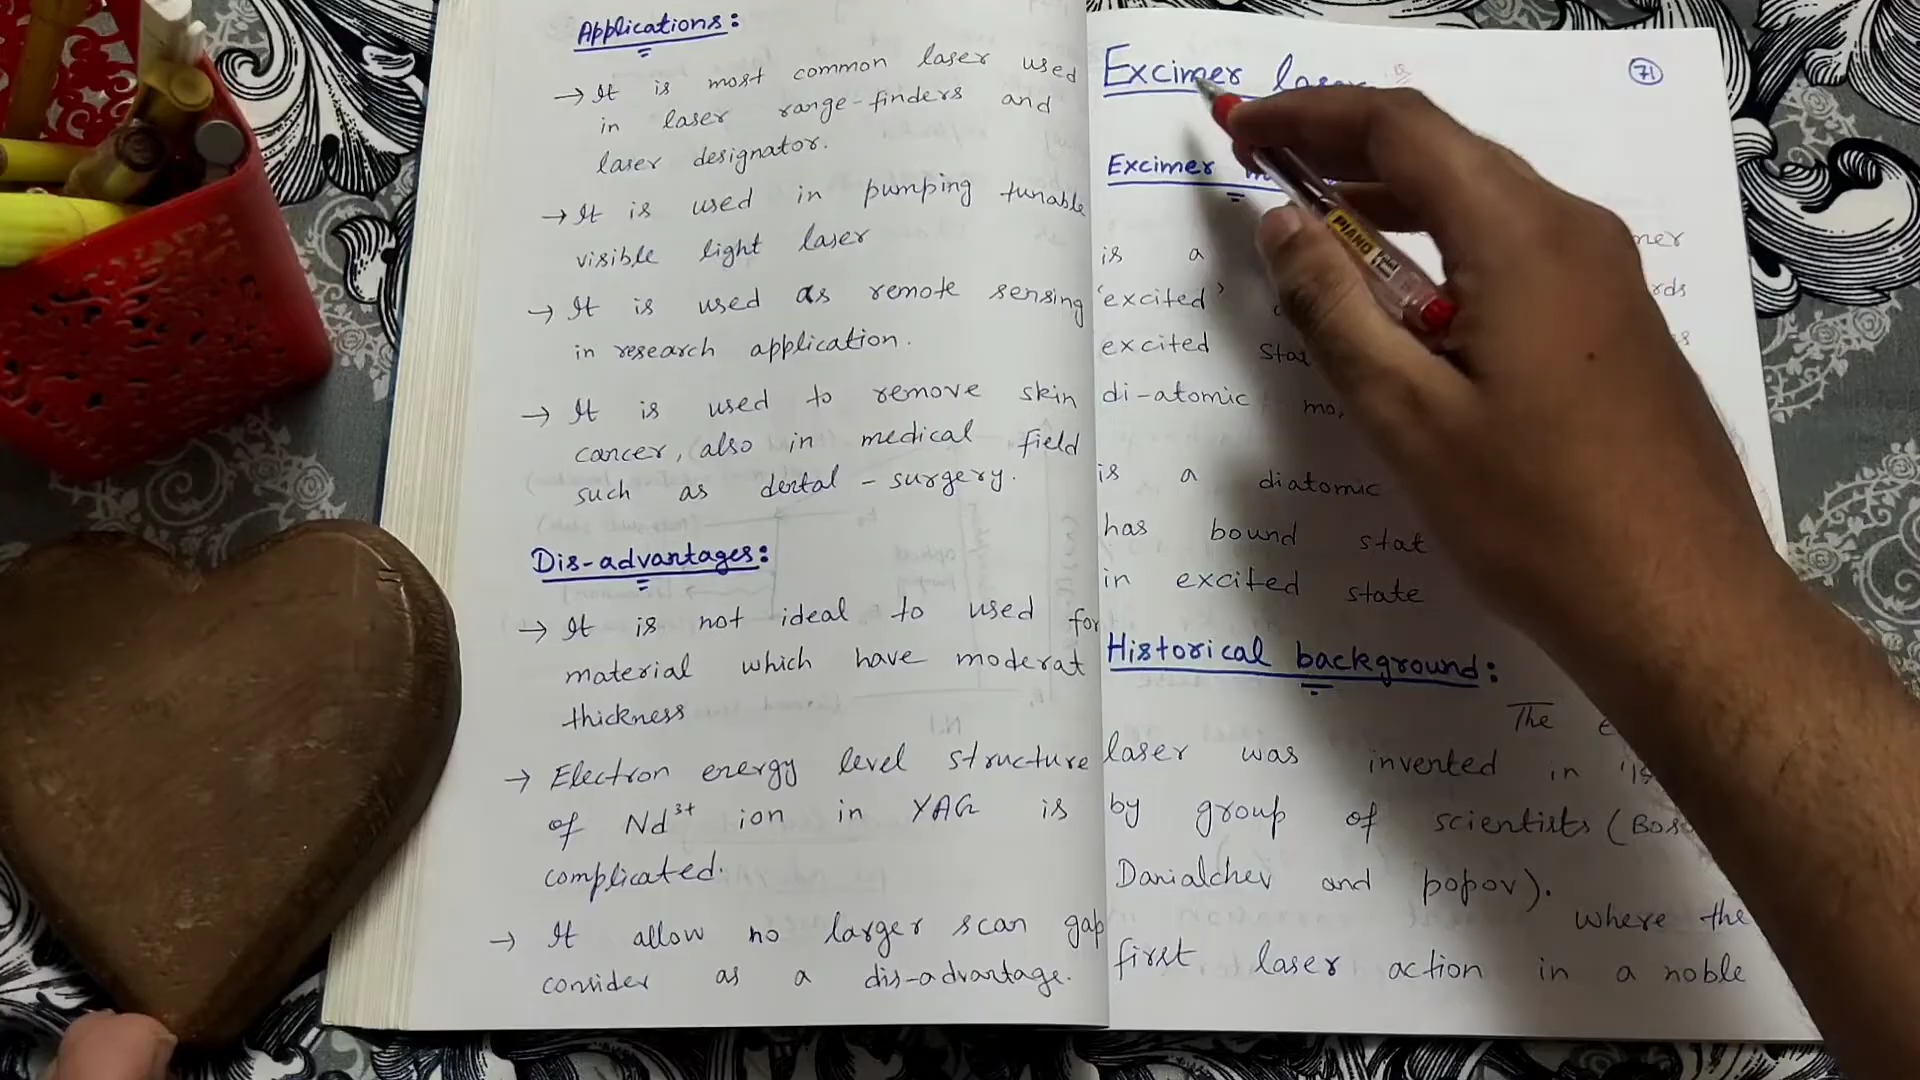 Applications:
→ It is most common laser used
in laser range-finders and
laser designator.
→ It is used in pumping tunable
visible light laser
→ It is used as remote sensing
in research application.
→ It is used to remove skin
cancer, also in medical field
such as dental - surgery.
Dis-advantages:
→ It is not ideal to used for
material which have moderat
thickness
→ Electron energy level structure
of Nd³⁺ ion in YAG is
complicated.
→ It allow no larger scan gap
consider as a dis-advantage.
71
Excimer laser
Excimer
is a
'excited'
excited
di-atomic
is a diatomic
has bound stat
in excited state
Historical background:
The
laser was invented in
by group of scientists (
Danialchev and popov).
where the
first laser action in a noble
PIANO